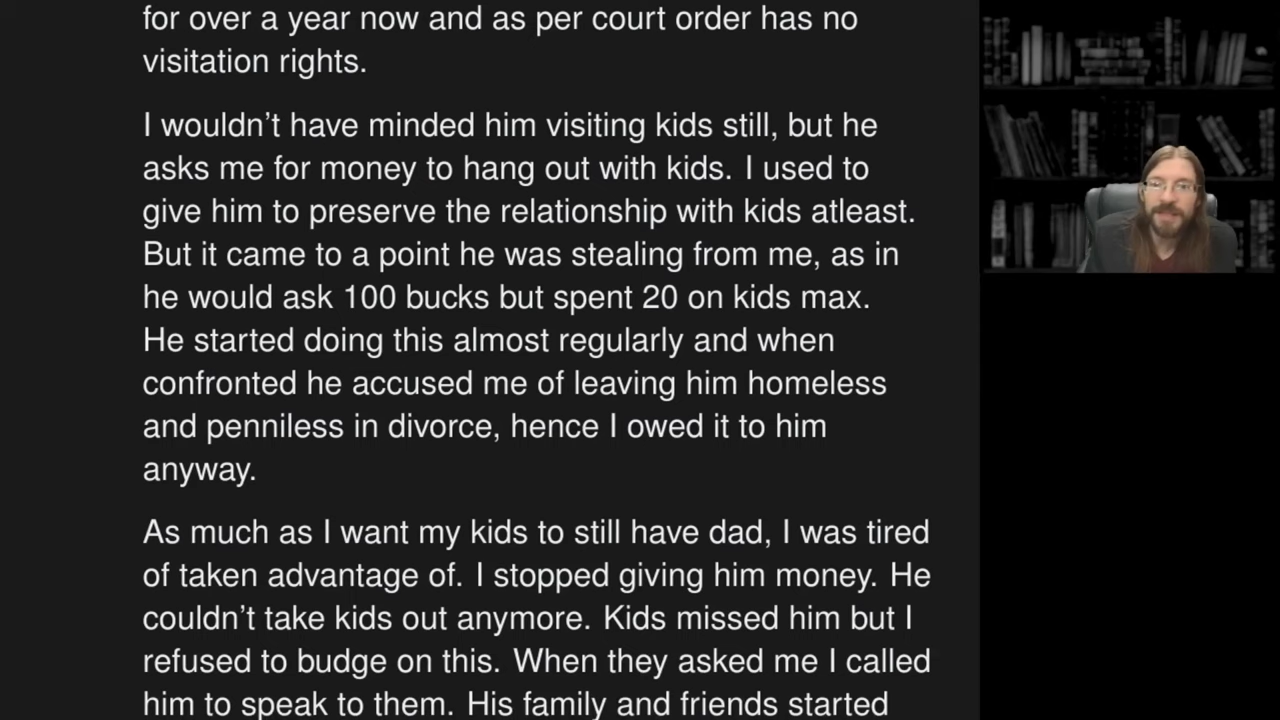 for over a year now and as per court order has no
visitation rights.
I wouldn't have minded him visiting kids still, but he
asks me for money to hang out with kids. I used to
give him to preserve the relationship with kids atleast.
But it came to a point he was stealing from me, as in
he would ask 100 bucks but spent 20 on kids max.
He started doing this almost regularly and when
confronted he accused me of leaving him homeless
and penniless in divorce, hence I owed it to him
anyway.
As much as I want my kids to still have dad, I was tired
of taken advantage of. I stopped giving him money. He
couldn't take kids out anymore. Kids missed him but I
refused to budge on this. When they asked me I called
him to speak to them. His family and friends started